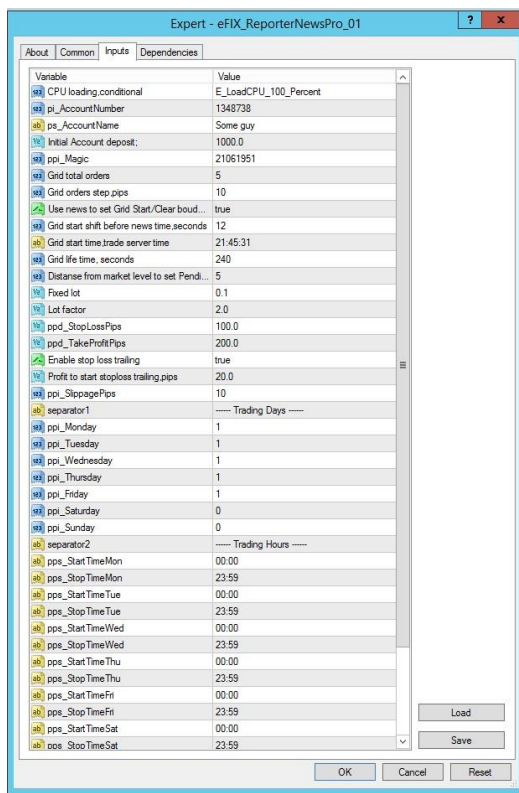 Expert - eFIX_ReporterNewsPro_01
? x
About Common Inputs Dependencies
Variable Value
CPU loading,conditional E_LoadCPU_100_Percent
pi_AccountNumber 1348738
ps_AccountName Some guy
Initial Account deposit; 1000.0
ppi_Magic 21061951
Grid total orders 5
Grid orders step,pips 10
Use news to set Grid Start/Clear boud... true
Grid start shift before news time,seconds 12
Grid start time,trade server time 21:45:31
Grid life time, seconds 240
Distanse from market level to set Pendi... 5
Fixed lot 0.1
Lot factor 2.0
ppd_StopLossPips 100.0
ppd_TakeProfitPips 200.0
Enable stop loss trailing true
Profit to start stoploss trailing,pips 20.0
ppi_SlippagePips 10
separator1 ------ Trading Days ------
ppi_Monday 1
ppi_Tuesday 1
ppi_Wednesday 1
ppi_Thursday 1
ppi_Friday 1
ppi_Saturday 0
ppi_Sunday 0
separator2 ------ Trading Hours ------
pps_StartTimeMon 00:00
pps_StopTimeMon 23:59
pps_StartTimeTue 00:00
pps_StopTimeTue 23:59
pps_StartTimeWed 00:00
pps_StopTimeWed 23:59
pps_StartTimeThu 00:00
pps_StopTimeThu 23:59
pps_StartTimeFri 00:00
pps_StopTimeFri 23:59
pps_StartTimeSat 00:00
pps_StopTimeSat 23:59
Load
Save
OK Cancel Reset